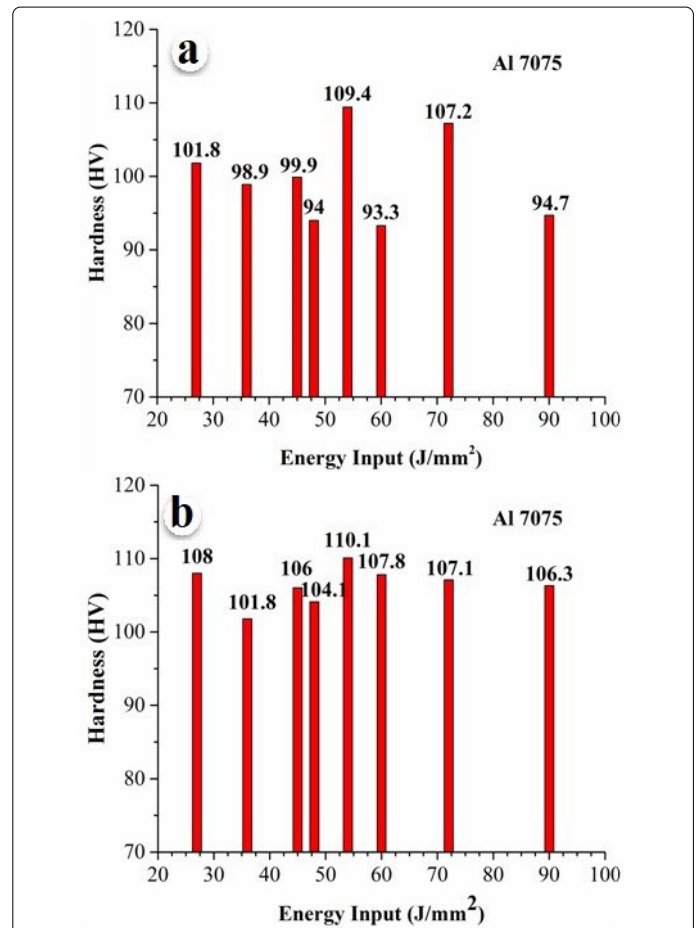 120
a
Al 7075
110
109.4
107.2
101.8
99.9
98.9
100
94.7
94
93.3
90
80
70
20 30 40 50 60 70 80 90 100
Hardness (HV)
Energy Input (J/mm²)
120
b
Al 7075
110.1
110
108
107.8
107.1
106
106.3
104.1
101.8
100
90
80
70
20 30 40 50 60 70 80 90 100
Hardness (HV)
Energy Input (J/mm²)